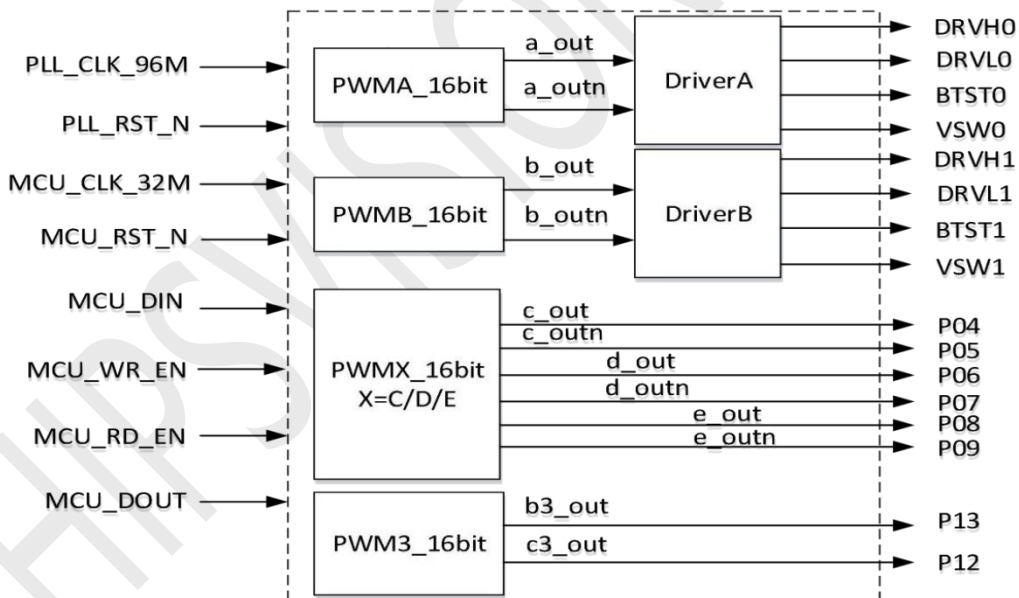 PLL_CLK_96M
PLL_RST_N
MCU_CLK_32M
MCU_RST_N
MCU_DIN
MCU_WR_EN
MCU_RD_EN
MCU_DOUT
PWMA_16bit
a_out
a_outn
DriverA
DRVH0
DRVL0
BTST0
VSW0
PWMB_16bit
b_out
b_outn
DriverB
DRVH1
DRVL1
BTST1
VSW1
PWMX_16bit
X=C/D/E
c_out
c_outn
d_out
d_outn
e_out
e_outn
P04
P05
P06
P07
P08
P09
PWM3_16bit
b3_out
c3_out
P13
P12
HIPSVISION